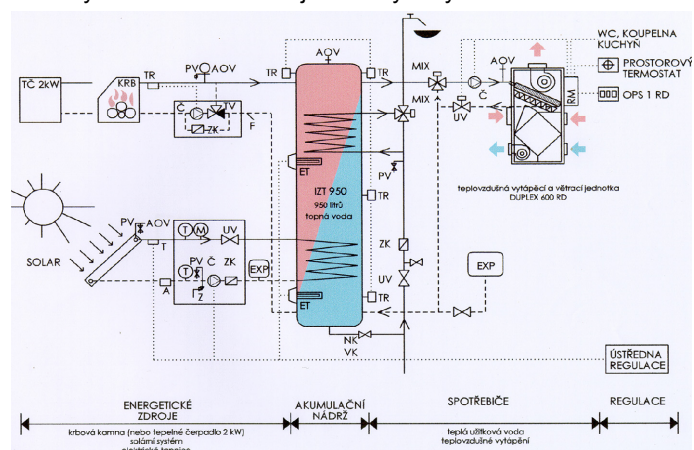 WC, KOUPELNA
KUCHYŇ
PROSTOROVÝ
TERMOSTAT
OPS 1 RD
RM
AOV
MIX
Č
UV
MIX
TČ 2kW
KRB
TR
PV
AOV
Č
TV
ZK
F
TR
AOV
TR
ET
IZT 950
950 litrů
topná voda
TR
PV
ZK
UV
teplovzdušná vytápěcí a větrací jednotka
DUPLEX 600 RD
SOLAR
PV
AOV
T
T
M
UV
T
PV
Č
ZK
Z
A
EXP
ET
TR
EXP
NK
VK
ÚSTŘEDNA
REGULACE
ENERGETICKÉ
ZDROJE
AKUMULAČNÍ
NÁDRŽ
SPOTŘEBIČE
REGULACE
krbová kamna (nebo tepelné čerpadlo 2 kW)
solární systém
teplá užitková voda
teplovzdušné vytápění